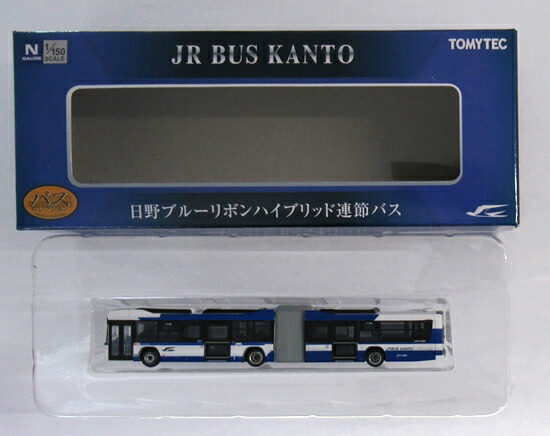 N
GAUGE
1/150
SCALE
JR BUS KANTO
TOMYTEC
バス
日野ブルーリボンハイブリッド連節バス
JR BUS KANTO